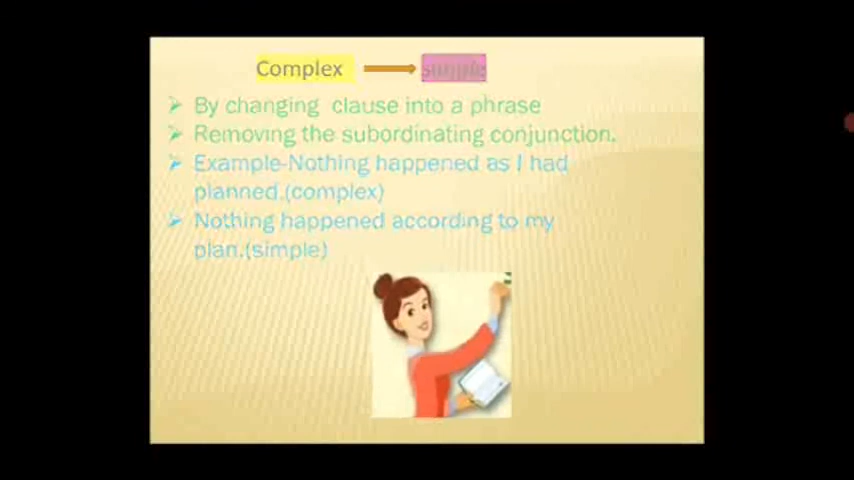 Complex simple
By changing clause into a phrase
Removing the subordinating conjunction.
Example-Nothing happened as I had
planned.(complex)
Nothing happened according to my
plan.(simple)